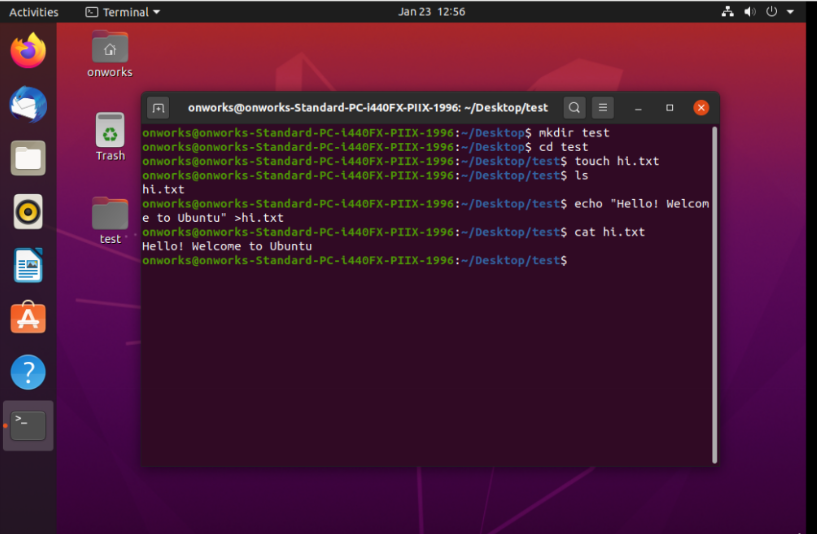 Activities
Terminal
Jan 23 12:56
onworks
Trash
test
onworks@onworks-Standard-PC-i440FX-PIIX-1996: ~/Desktop/test
onworks@onworks-Standard-PC-i440FX-PIIX-1996:~/Desktop$ mkdir test
onworks@onworks-Standard-PC-i440FX-PIIX-1996:~/Desktop$ cd test
onworks@onworks-Standard-PC-i440FX-PIIX-1996:~/Desktop/test$ touch hi.txt
onworks@onworks-Standard-PC-i440FX-PIIX-1996:~/Desktop/test$ ls
hi.txt
onworks@onworks-Standard-PC-i440FX-PIIX-1996:~/Desktop/test$ echo "Hello! Welcom
e to Ubuntu" >hi.txt
onworks@onworks-Standard-PC-i440FX-PIIX-1996:~/Desktop/test$ cat hi.txt
Hello! Welcome to Ubuntu
onworks@onworks-Standard-PC-i440FX-PIIX-1996:~/Desktop/test$